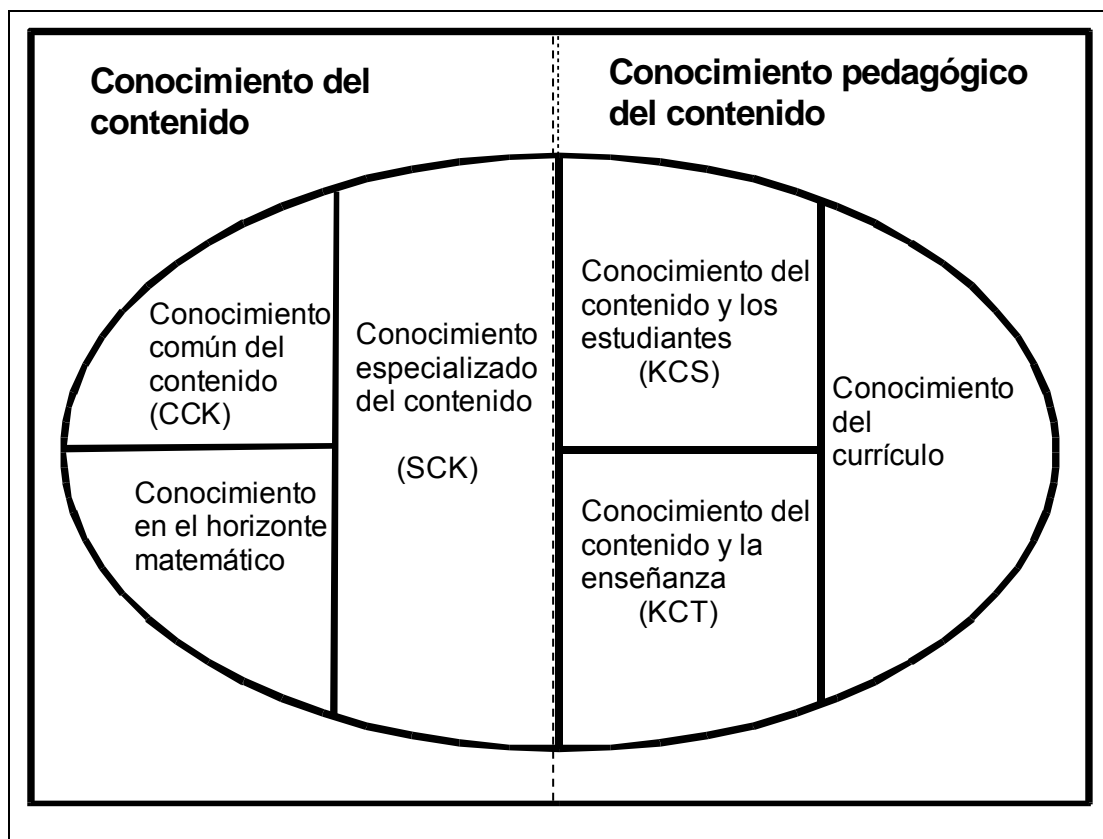 Conocimiento del
contenido
Conocimiento pedagógico
del contenido
Conocimiento
común del
contenido
(CCK)
Conocimiento
en el horizonte
matemático
Conocimiento
especializado
del contenido
(SCK)
Conocimiento del
contenido y los
estudiantes
(KCS)
Conocimiento del
contenido y la
enseñanza
(KCT)
Conocimiento
del
currículo